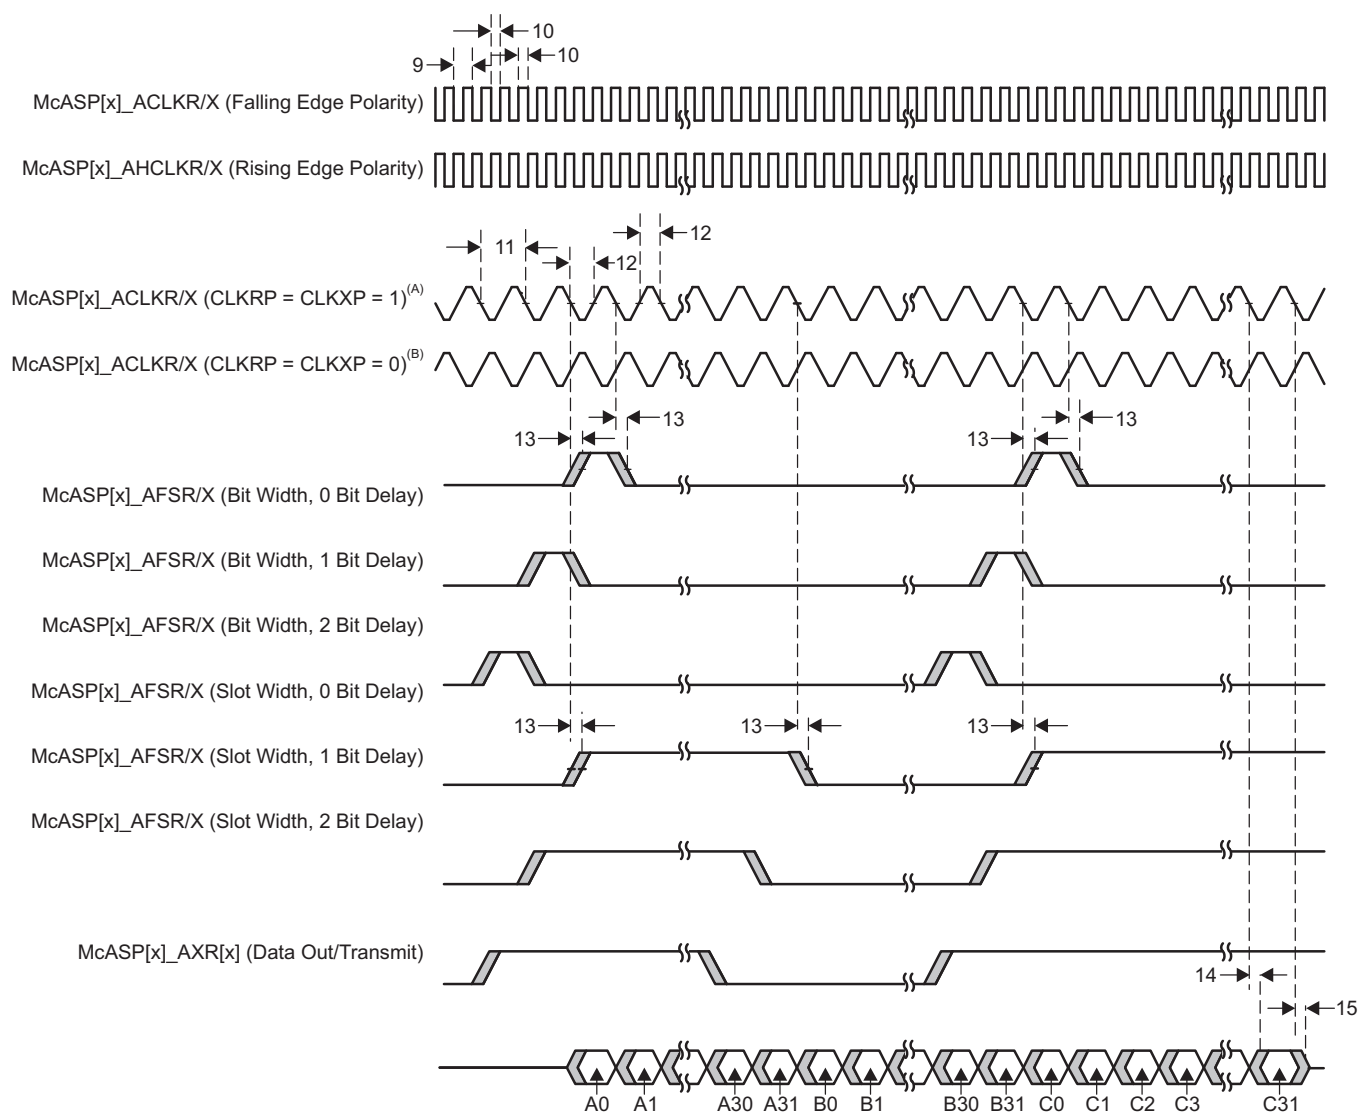 10
9
10
McASP[x]_ACLKR/X (Falling Edge Polarity)
McASP[x]_AHCLKR/X (Rising Edge Polarity)
11
12
12
McASP[x]_ACLKR/X (CLKRP = CLKXP = 1)(A)
McASP[x]_ACLKR/X (CLKRP = CLKXP = 0)(B)
13
13
13
13
McASP[x]_AFSR/X (Bit Width, 0 Bit Delay)
McASP[x]_AFSR/X (Bit Width, 1 Bit Delay)
McASP[x]_AFSR/X (Bit Width, 2 Bit Delay)
McASP[x]_AFSR/X (Slot Width, 0 Bit Delay)
13
13
13
McASP[x]_AFSR/X (Slot Width, 1 Bit Delay)
McASP[x]_AFSR/X (Slot Width, 2 Bit Delay)
McASP[x]_AXR[x] (Data Out/Transmit)
14
15
A0 A1 A30 A31 B0 B1 B30 B31 C0 C1 C2 C3 C31